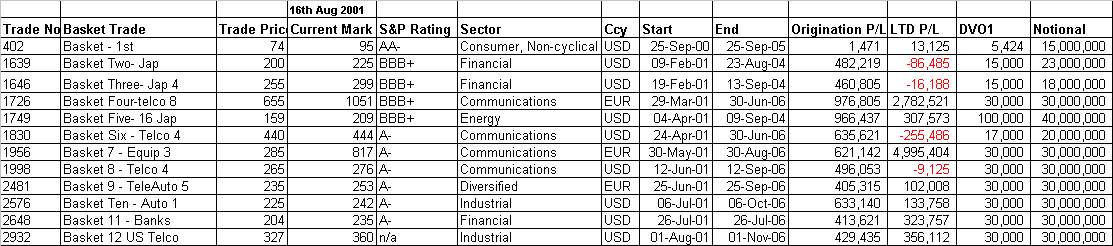 16th Aug 2001
Trade No Basket Trade Trade Pric Current Mark S&P Rating Sector Ccy Start End Origination P/L LTD P/L DVO1 Notional
402 Basket - 1st 74 95 AA- Consumer, Non-cyclical USD 25-Sep-00 25-Sep-05 1,471 13,125 5,424 15,000,000
1639 Basket Two- Jap 200 225 BBB+ Financial USD 09-Feb-01 23-Aug-04 482,219 -86,485 15,000 23,000,000
1646 Basket Three- Jap 4 255 299 BBB+ Financial USD 19-Feb-01 13-Sep-04 460,805 -16,188 15,000 18,000,000
1726 Basket Four-telco 8 655 1051 BBB+ Communications EUR 29-Mar-01 30-Jun-06 976,805 2,782,521 30,000 30,000,000
1749 Basket Five- 16 Jap 159 209 BBB+ Energy USD 04-Apr-01 09-Sep-04 966,437 307,573 100,000 40,000,000
1830 Basket Six - Telco 4 440 444 A- Communications USD 24-Apr-01 30-Jun-06 635,621 -255,486 17,000 20,000,000
1956 Basket 7 - Equip 3 285 817 A- Communications EUR 30-May-01 30-Aug-06 621,142 4,995,404 30,000 30,000,000
1998 Basket 8 - Telco 4 265 276 A- Communications USD 12-Jun-01 12-Sep-06 496,053 -9,125 30,000 30,000,000
2481 Basket 9 - TeleAuto 5 235 253 A- Diversified EUR 25-Jun-01 25-Sep-06 405,315 102,008 30,000 30,000,000
2576 Basket Ten - Auto 1 225 242 A- Industrial USD 06-Jul-01 06-Oct-06 633,140 133,758 30,000 30,000,000
2648 Basket 11 - Banks 204 235 A- Financial USD 26-Jul-01 26-Jul-06 413,621 323,757 30,000 30,000,000
2932 Basket 12 US Telco 327 360 n/a Industrial USD 01-Aug-01 01-Nov-06 429,435 356,112 30,000 30,000,000